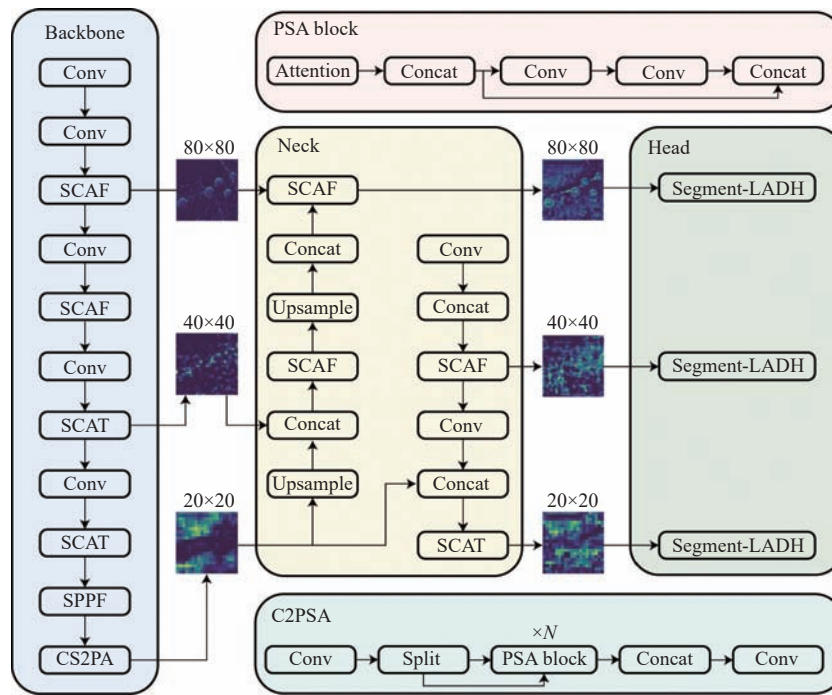 Backbone
Conv
Conv
SCAF
Conv
SCAF
Conv
SCAT
Conv
SCAT
SPPF
CS2PA
80×80
40×40
20×20
PSA block
Attention
Concat
Conv
Conv
Concat
Neck
SCAF
Concat
Upsample
SCAF
Concat
Upsample
Conv
Concat
SCAF
Conv
Concat
SCAT
80×80
40×40
20×20
Head
Segment-LADH
Segment-LADH
Segment-LADH
C2PSA
×N
Conv
Split
PSA block
Concat
Conv